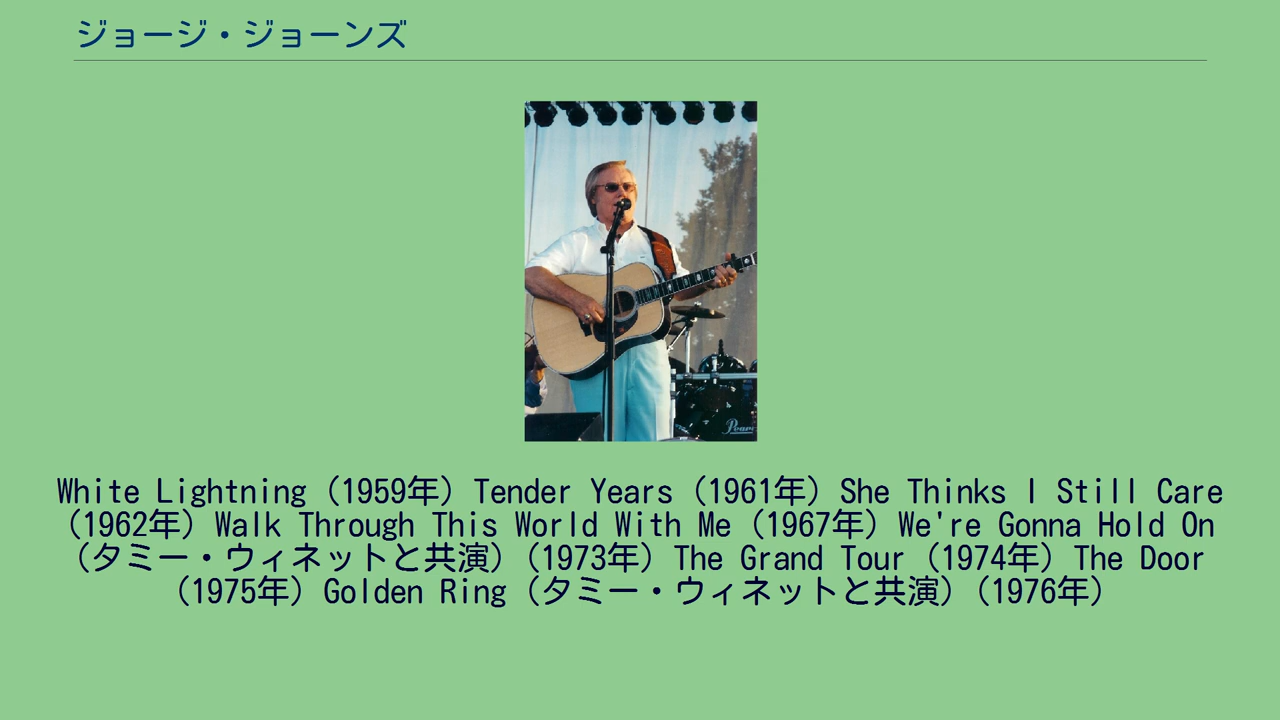 ジョージ・ジョーンズ
Pearl
White Lightning（1959年）Tender Years（1961年）She Thinks I Still Care
（1962年）Walk Through This World With Me（1967年）We're Gonna Hold On
（タミー・ウィネットと共演）（1973年）The Grand Tour（1974年）The Door
（1975年）Golden Ring（タミー・ウィネットと共演）（1976年）